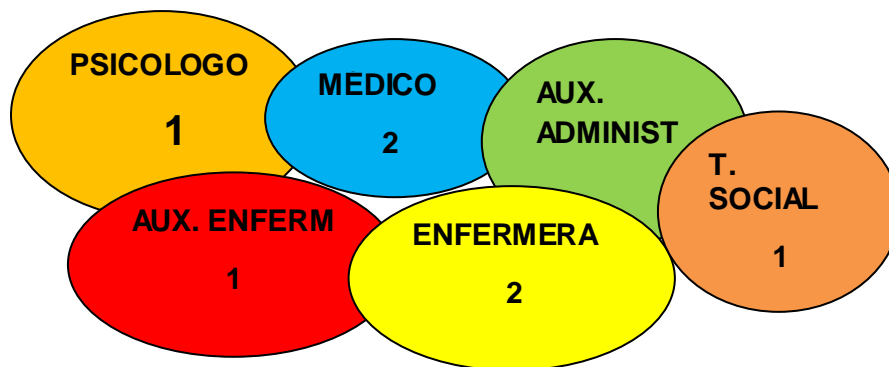 PSICOLOGO
1
MEDICO
2
AUX.
ADMINIST
T.
SOCIAL
1
AUX. ENFERM
1
ENFERMERA
2